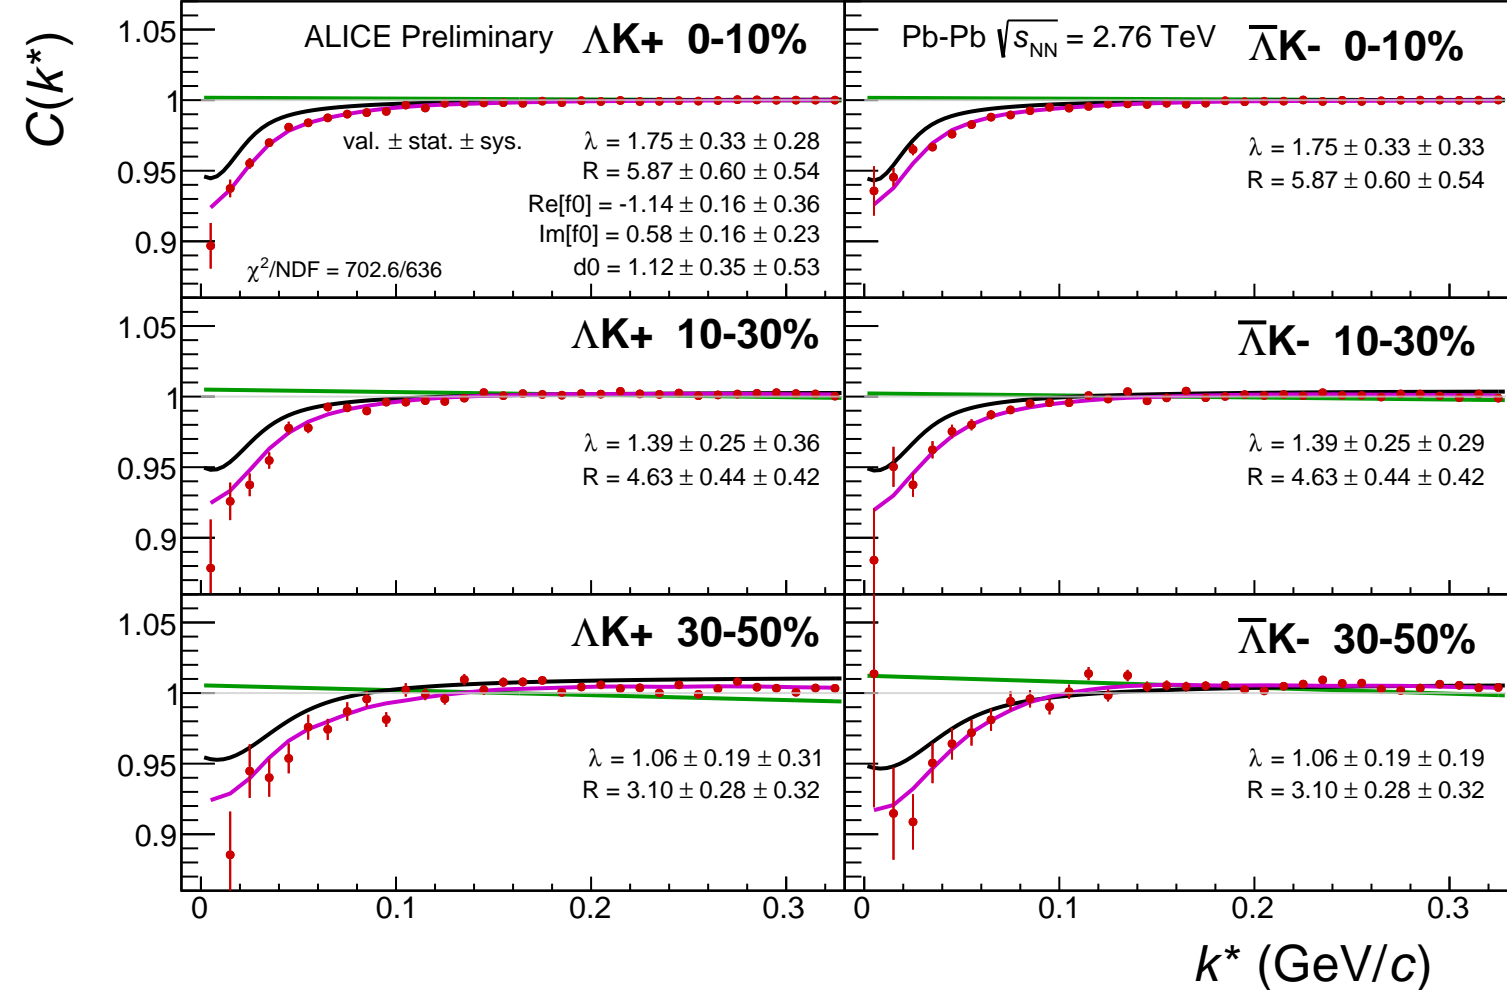 C(k*)
ALICE Preliminary ΛK+ 0-10%
val. ± stat. ± sys.
λ = 1.75 ± 0.33 ± 0.28
R = 5.87 ± 0.60 ± 0.54
Re[f0] = -1.14 ± 0.16 ± 0.36
Im[f0] = 0.58 ± 0.16 ± 0.23
d0 = 1.12 ± 0.35 ± 0.53
χ²/NDF = 702.6/636
1.05
1
0.95
0.9
Pb-Pb √sNN = 2.76 TeV Λ̅K- 0-10%
λ = 1.75 ± 0.33 ± 0.33
R = 5.87 ± 0.60 ± 0.54
ΛK+ 10-30%
λ = 1.39 ± 0.25 ± 0.36
R = 4.63 ± 0.44 ± 0.42
1.05
1
0.95
0.9
Λ̅K- 10-30%
λ = 1.39 ± 0.25 ± 0.29
R = 4.63 ± 0.44 ± 0.42
ΛK+ 30-50%
λ = 1.06 ± 0.19 ± 0.31
R = 3.10 ± 0.28 ± 0.32
1.05
1
0.95
0.9
Λ̅K- 30-50%
λ = 1.06 ± 0.19 ± 0.19
R = 3.10 ± 0.28 ± 0.32
0 0.1 0.2 0.3
0 0.1 0.2 0.3
k* (GeV/c)